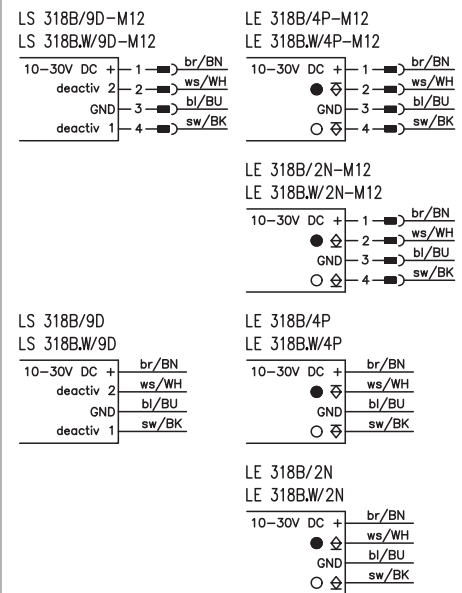 LS 318B/9D-M12
LS 318B.W/9D-M12
10-30V DC + 1 br/BN
deactiv 2 2 ws/WH
GND 3 bl/BU
deactiv 1 4 sw/BK
LE 318B/4P-M12
LE 318B.W/4P-M12
10-30V DC + 1 br/BN
2 ws/WH
GND 3 bl/BU
4 sw/BK
LE 318B/2N-M12
LE 318B.W/2N-M12
10-30V DC + 1 br/BN
2 ws/WH
GND 3 bl/BU
4 sw/BK
LS 318B/9D
LS 318B.W/9D
10-30V DC + br/BN
deactiv 2 ws/WH
GND bl/BU
deactiv 1 sw/BK
LE 318B/4P
LE 318B.W/4P
10-30V DC + br/BN
ws/WH
GND bl/BU
sw/BK
LE 318B/2N
LE 318B.W/2N
10-30V DC + br/BN
ws/WH
GND bl/BU
sw/BK